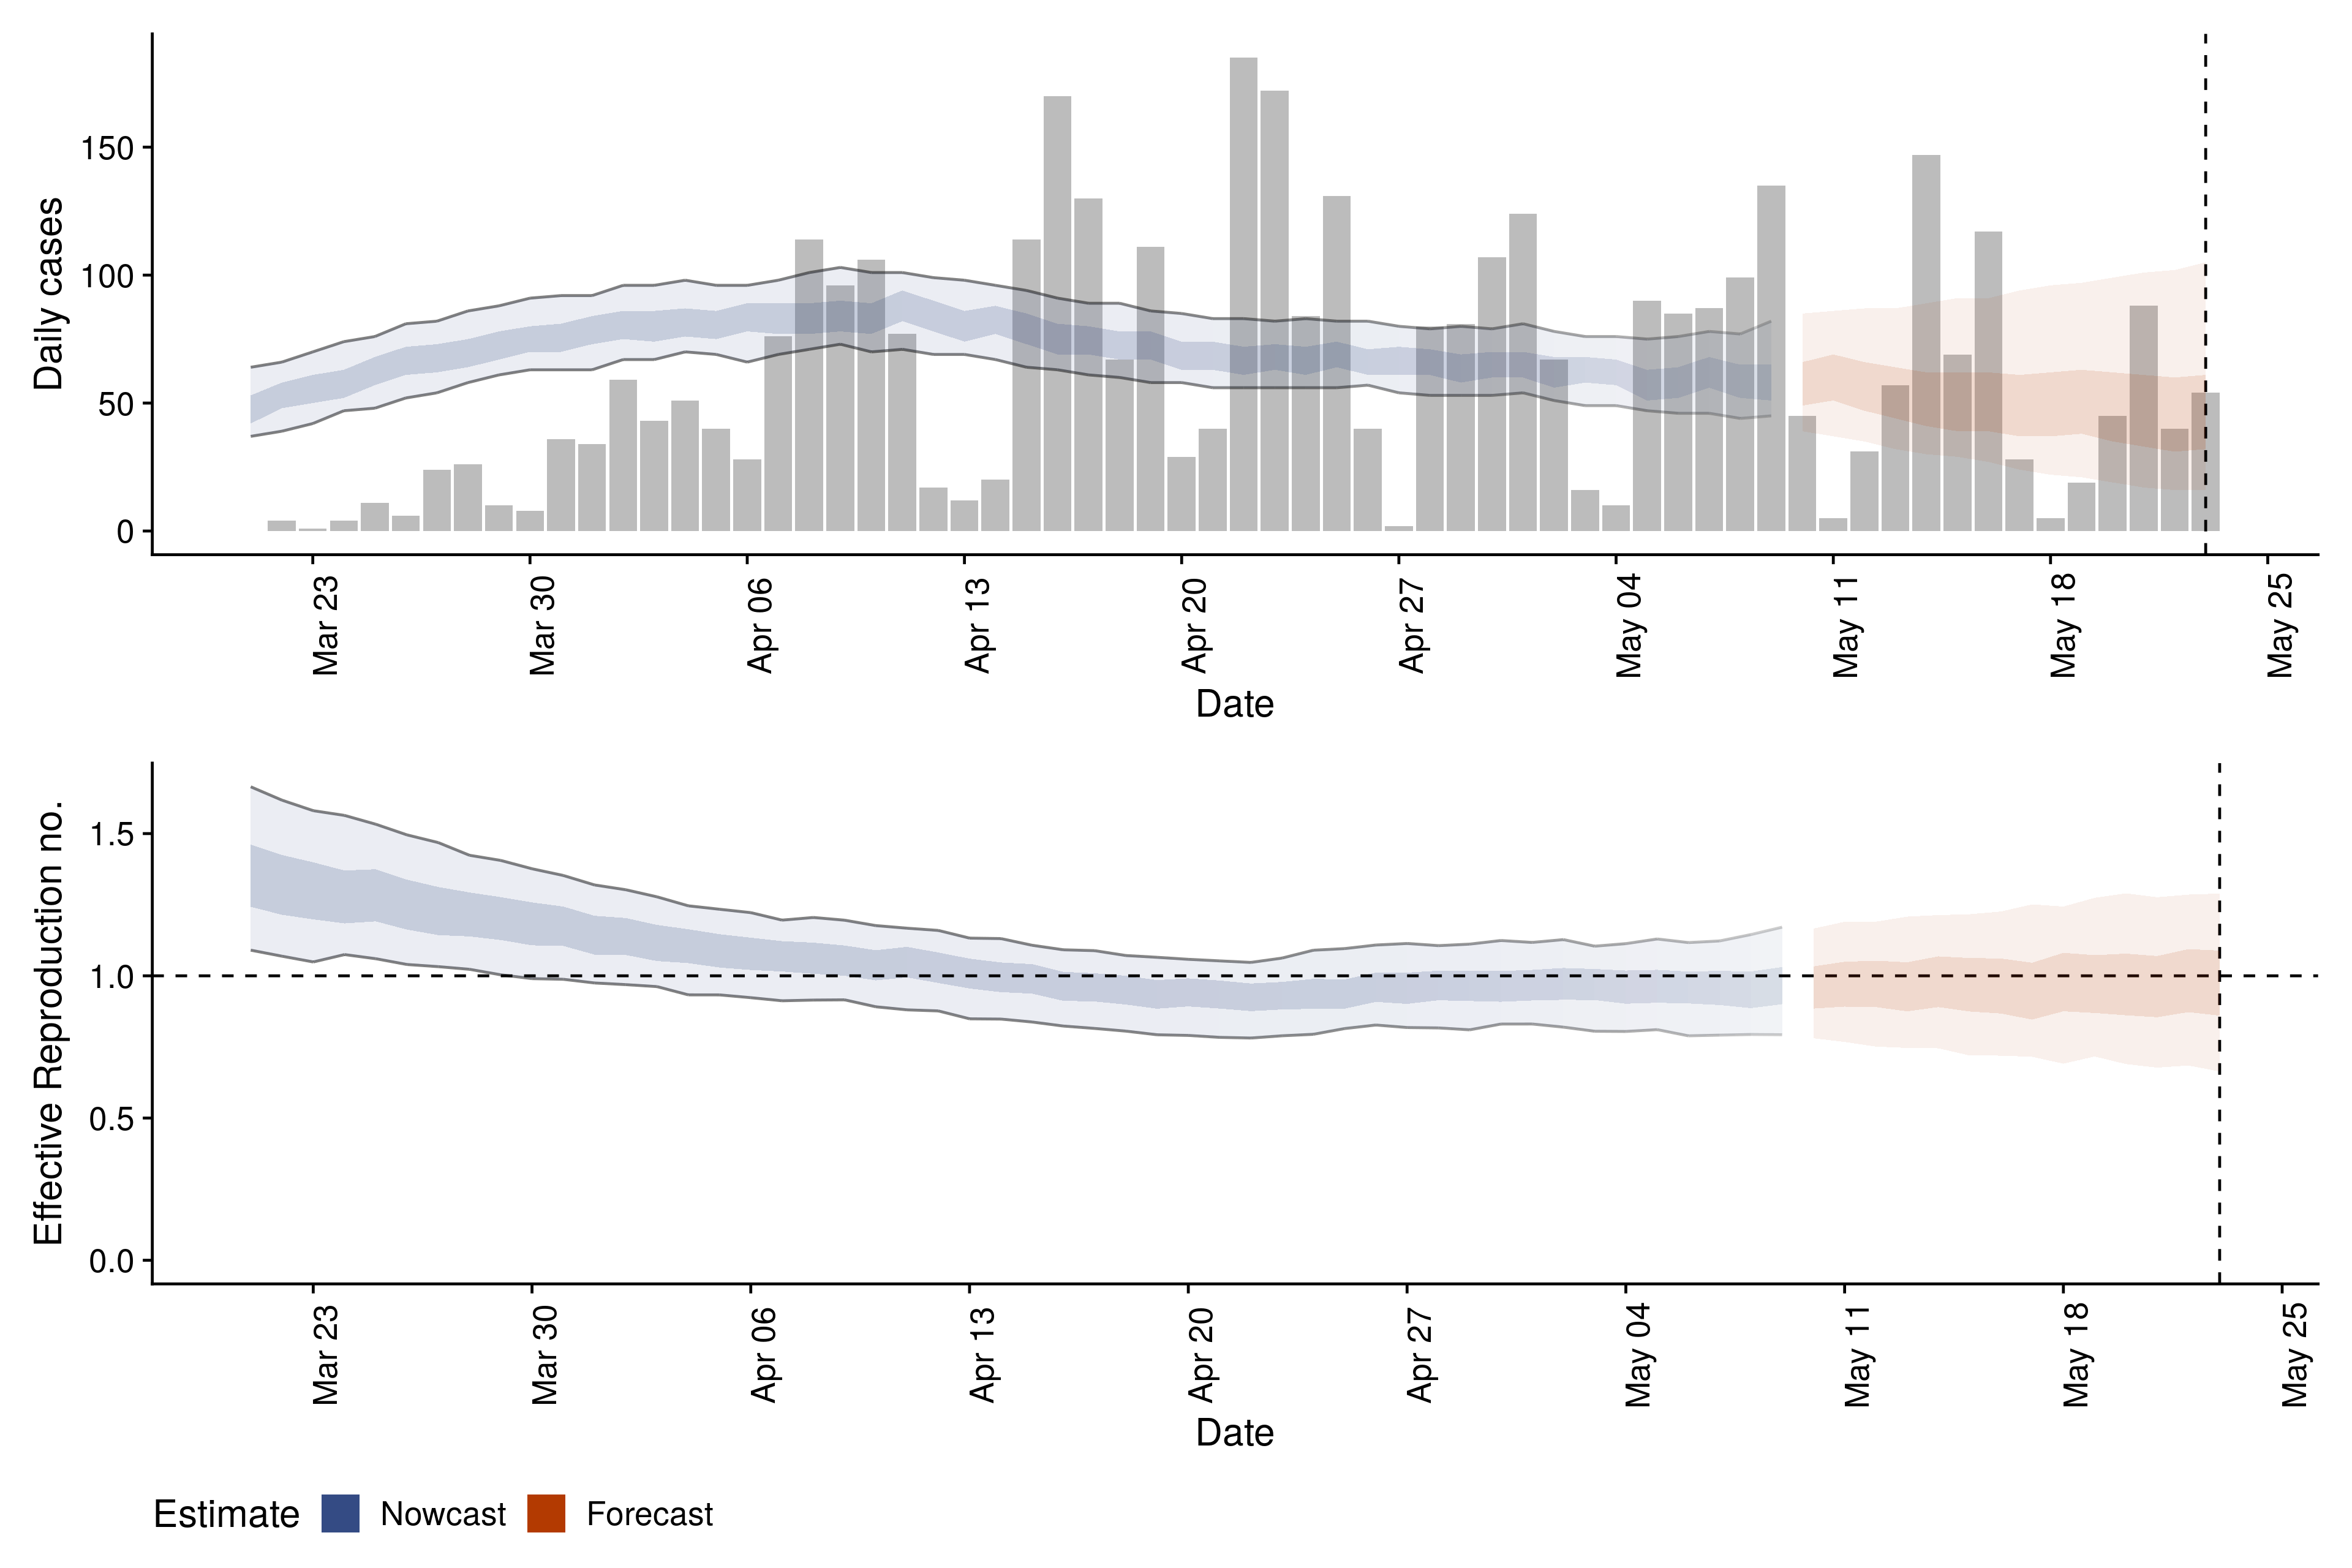 Daily cases
150
100
50
0
Mar 23
Mar 30
Apr 06
Apr 13
Apr 20
Apr 27
May 04
May 11
May 18
May 25
Date
Effective Reproduction no.
1.5
1.0
0.5
0.0
Mar 23
Mar 30
Apr 06
Apr 13
Apr 20
Apr 27
May 04
May 11
May 18
May 25
Date
Estimate Nowcast Forecast